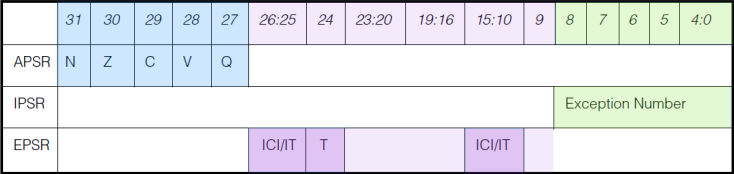 31 30 29 28 27 26:25 24 23:20 19:16 15:10 9 8 7 6 5 4:0
APSR N Z C V Q
IPSR Exception Number
EPSR ICI/IT T ICI/IT